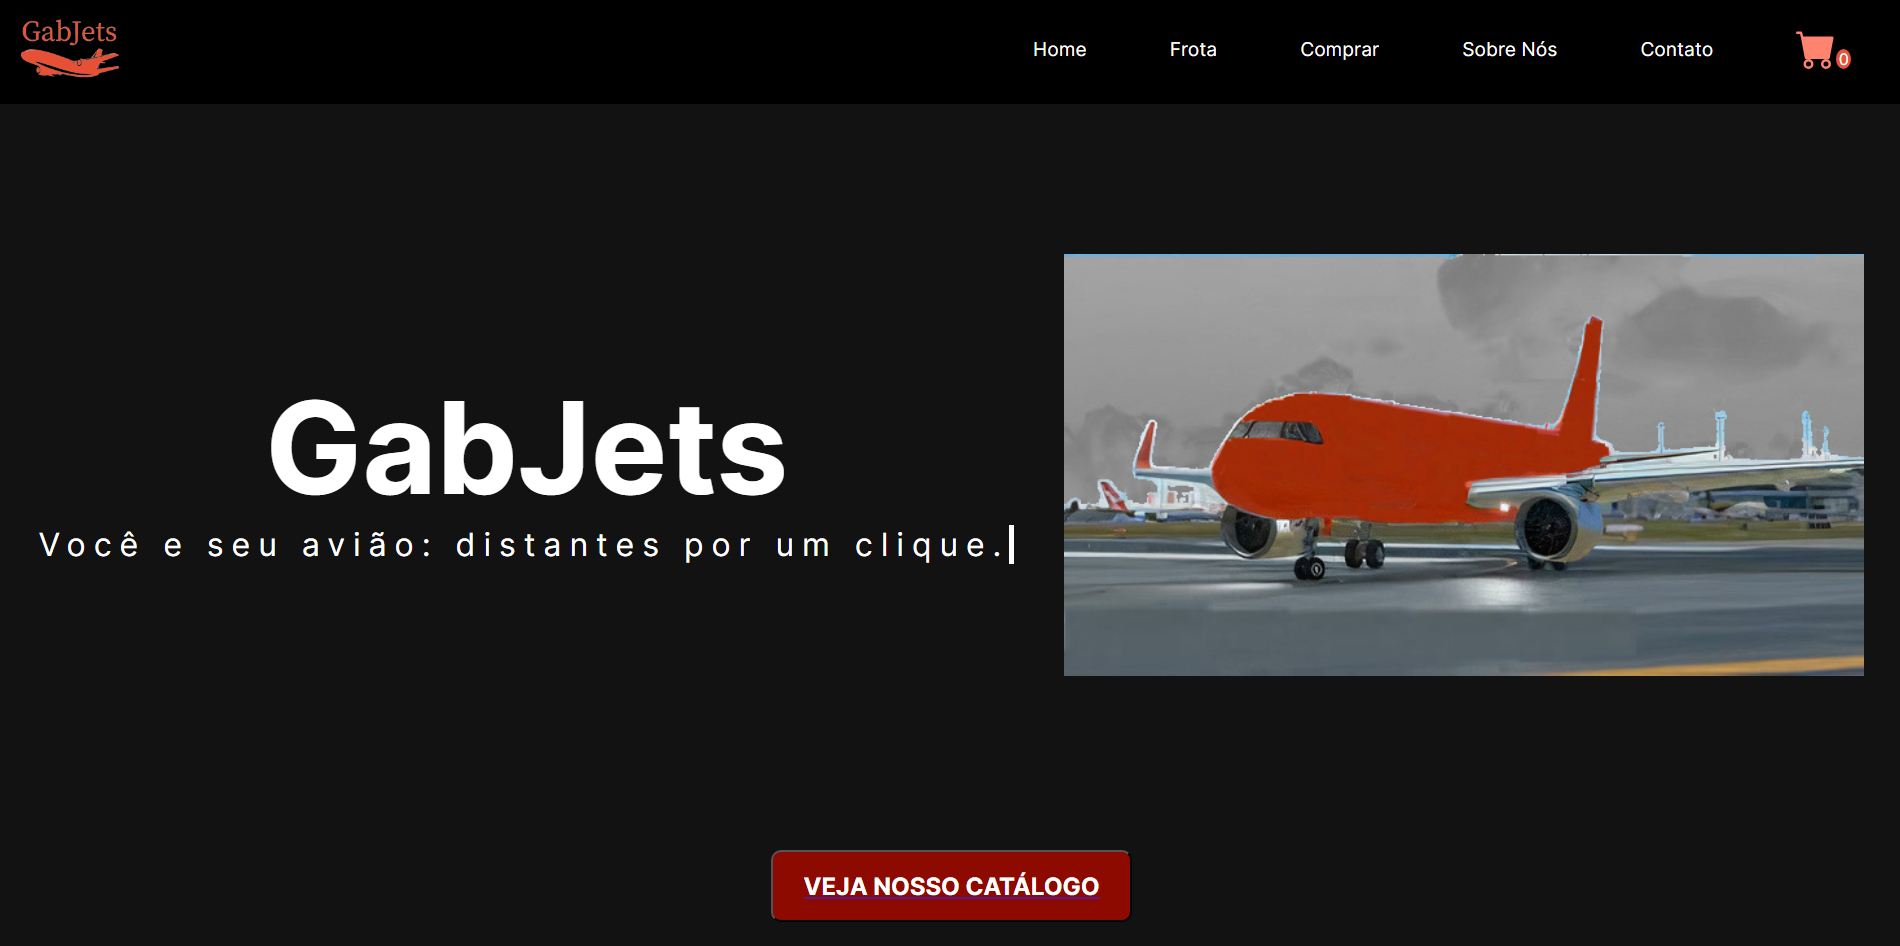 GabJets
Home
Frota
Comprar
Sobre Nós
Contato
0
GabJets
Você e seu avião: distantes por um clique.
VEJA NOSSO CATÁLOGO